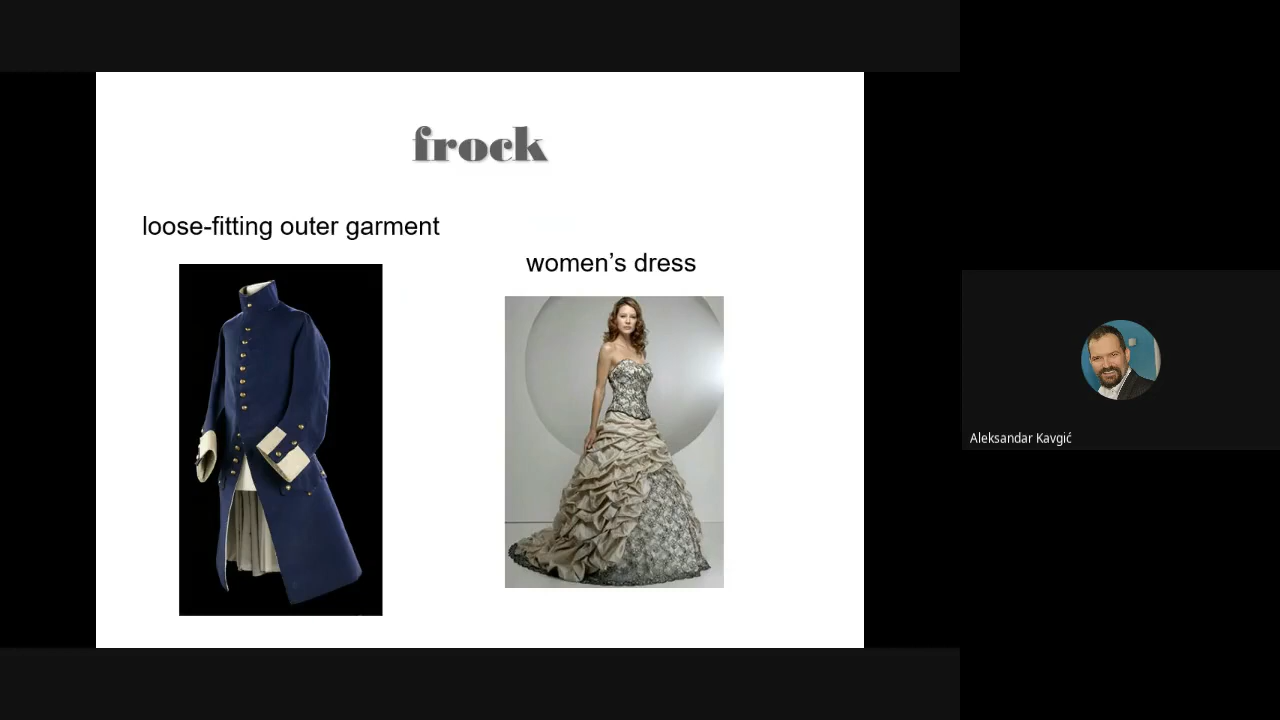 frock
loose-fitting outer garment
women’s dress
Aleksandar Kavgić